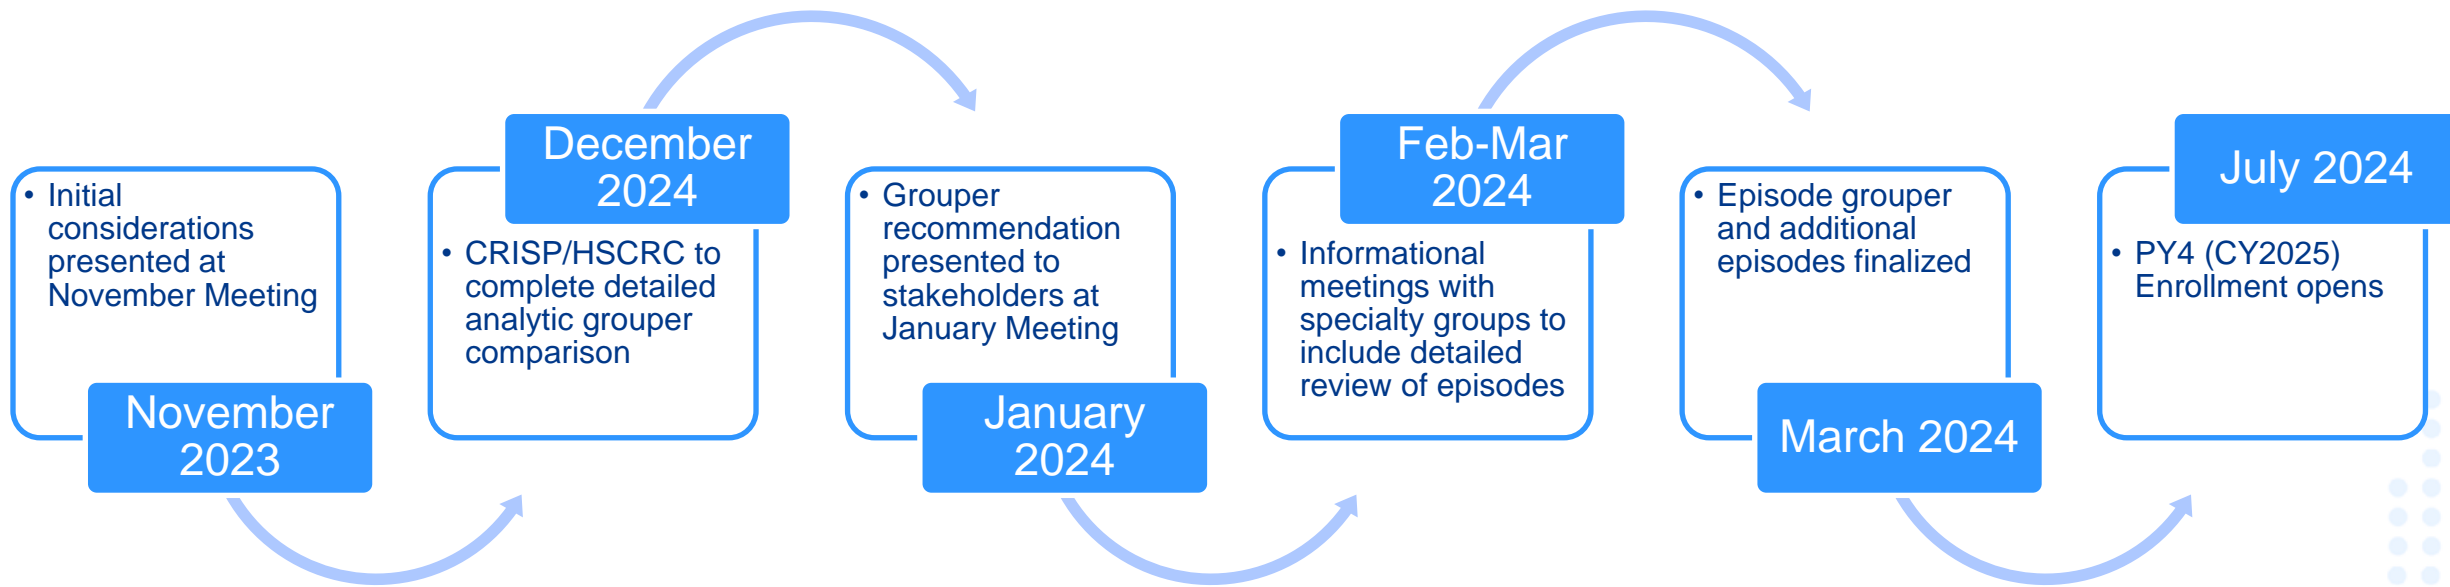 • Initial
considerations
presented at
November Meeting
November
2023
December
2024
• CRISP/HSCRC to
complete detailed
analytic grouper
comparison
• Grouper
recommendation
presented to
stakeholders at
January Meeting
January
2024
Feb-Mar
2024
• Informational
meetings with
specialty groups to
include detailed
review of episodes
• Episode grouper
and additional
episodes finalized
March 2024
July 2024
• PY4 (CY2025)
Enrollment opens